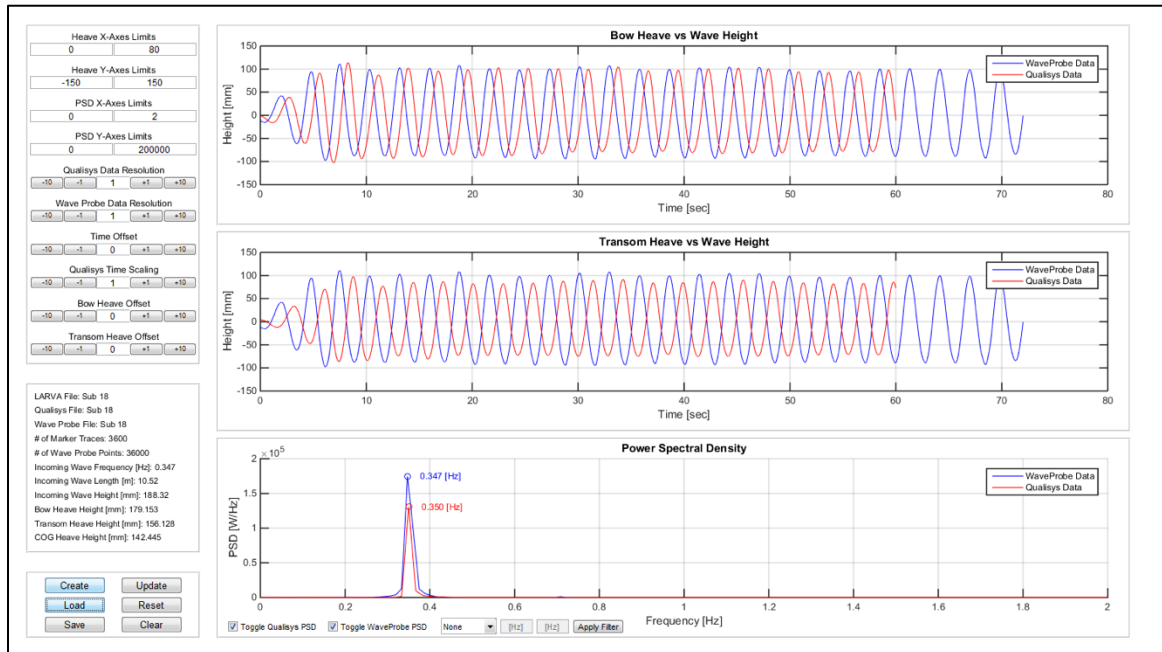 Heave X-Axes Limits
0 80
Heave Y-Axes Limits
-150 150
PSD X-Axes Limits
0 2
PSD Y-Axes Limits
0 200000
Qualisys Data Resolution
-10 -1 1 +1 +10
Wave Probe Data Resolution
-10 -1 1 +1 +10
Time Offset
-10 -1 0 +1 +10
Qualisys Time Scaling
-10 -1 1 +1 +10
Bow Heave Offset
-10 -1 0 +1 +10
Transom Heave Offset
-10 -1 0 +1 +10
LARVA File: Sub 18
Qualisys File: Sub 18
Wave Probe File: Sub 18
# of Marker Traces: 3600
# of Wave Probe Points: 36000
Incoming Wave Frequency [Hz]: 0.347
Incoming Wave Length [m]: 10.52
Incoming Wave Height [mm]: 188.32
Bow Heave Height [mm]: 179.153
Transom Heave Height [mm]: 156.128
COG Heave Height [mm]: 142.445
Create Update
Load Reset
Save Clear
Bow Heave vs Wave Height
WaveProbe Data
Qualisys Data
Height [mm]
150
100
50
0
-50
-100
-150
0 10 20 30 40 50 60 70 80
Time [sec]
Transom Heave vs Wave Height
WaveProbe Data
Qualisys Data
Height [mm]
150
100
50
0
-50
-100
-150
0 10 20 30 40 50 60 70 80
Time [sec]
Power Spectral Density
×10⁵
WaveProbe Data
Qualisys Data
0.347 [Hz]
0.350 [Hz]
PSD [W/Hz]
2
1.5
1
0.5
0
0 0.2 0.4 0.6 0.8 1 1.2 1.4 1.6 1.8 2
Frequency [Hz]
Toggle Qualisys PSD Toggle WaveProbe PSD None [Hz] [Hz] Apply Filter